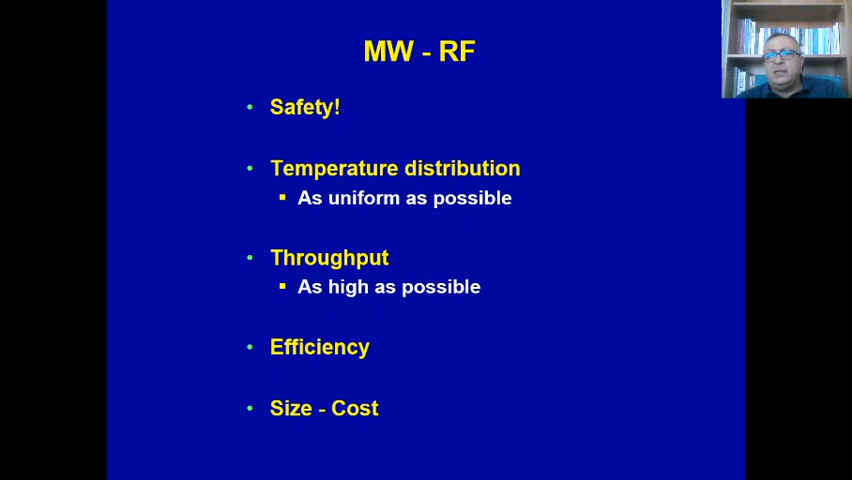 MW - RF
• Safety!
• Temperature distribution
▪ As uniform as possible
• Throughput
▪ As high as possible
• Efficiency
• Size - Cost